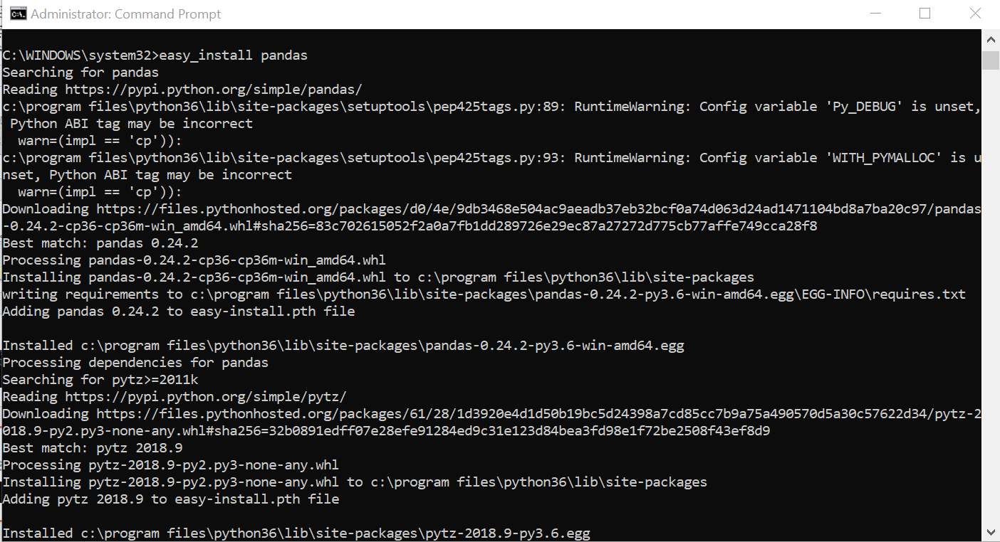 Administrator: Command Prompt
C:\WINDOWS\system32>easy_install pandas
Searching for pandas
Reading https://pypi.python.org/simple/pandas/
c:\program files\python36\lib\site-packages\setuptools\pep425tags.py:89: RuntimeWarning: Config variable 'Py_DEBUG' is unset,
 Python ABI tag may be incorrect
  warn=(impl == 'cp')):
c:\program files\python36\lib\site-packages\setuptools\pep425tags.py:93: RuntimeWarning: Config variable 'WITH_PYMALLOC' is u
nset, Python ABI tag may be incorrect
  warn=(impl == 'cp')):
Downloading https://files.pythonhosted.org/packages/d0/4e/9db3468e504ac9aeadb37eb32bcf0a74d063d24ad1471104bd8a7ba20c97/pandas
-0.24.2-cp36-cp36m-win_amd64.whl#sha256=83c702615052f2a0a7fb1dd289726e29ec87a27272d775cb77affe749cca28f8
Best match: pandas 0.24.2
Processing pandas-0.24.2-cp36-cp36m-win_amd64.whl
Installing pandas-0.24.2-cp36-cp36m-win_amd64.whl to c:\program files\python36\lib\site-packages
writing requirements to c:\program files\python36\lib\site-packages\pandas-0.24.2-py3.6-win-amd64.egg\EGG-INFO\requires.txt
Adding pandas 0.24.2 to easy-install.pth file

Installed c:\program files\python36\lib\site-packages\pandas-0.24.2-py3.6-win-amd64.egg
Processing dependencies for pandas
Searching for pytz>=2011k
Reading https://pypi.python.org/simple/pytz/
Downloading https://files.pythonhosted.org/packages/61/28/1d3920e4d1d50b19bc5d24398a7cd85cc7b9a75a490570d5a30c57622d34/pytz-2
018.9-py2.py3-none-any.whl#sha256=32b0891edff07e28efe91284ed9c31e123d84bea3fd98e1f72be2508f43ef8d9
Best match: pytz 2018.9
Processing pytz-2018.9-py2.py3-none-any.whl
Installing pytz-2018.9-py2.py3-none-any.whl to c:\program files\python36\lib\site-packages
Adding pytz 2018.9 to easy-install.pth file

Installed c:\program files\python36\lib\site-packages\pytz-2018.9-py3.6.egg